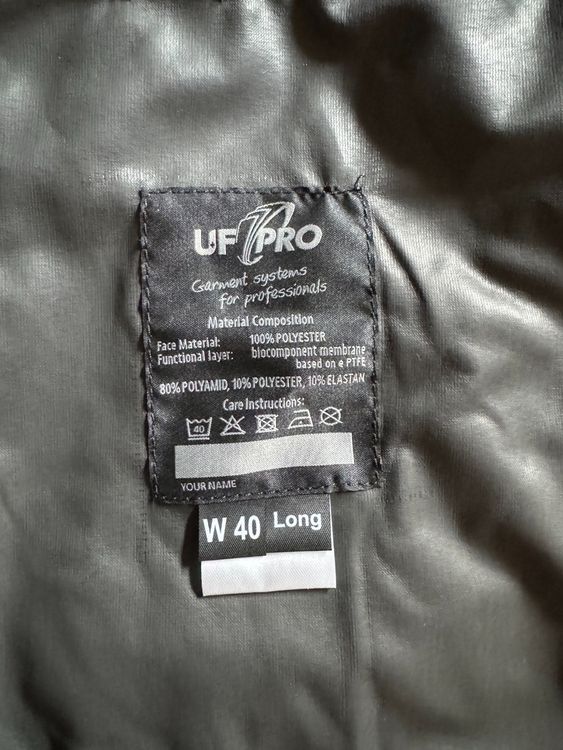 UF PRO
Garment systems
for professionals
Material Composition
Face Material: 100% POLYESTER
Functional layer: biocomponent membrane
based on e PTFE
80% POLYAMID, 10% POLYESTER, 10% ELASTAN
Care Instructions:
40
YOUR NAME
W 40 Long